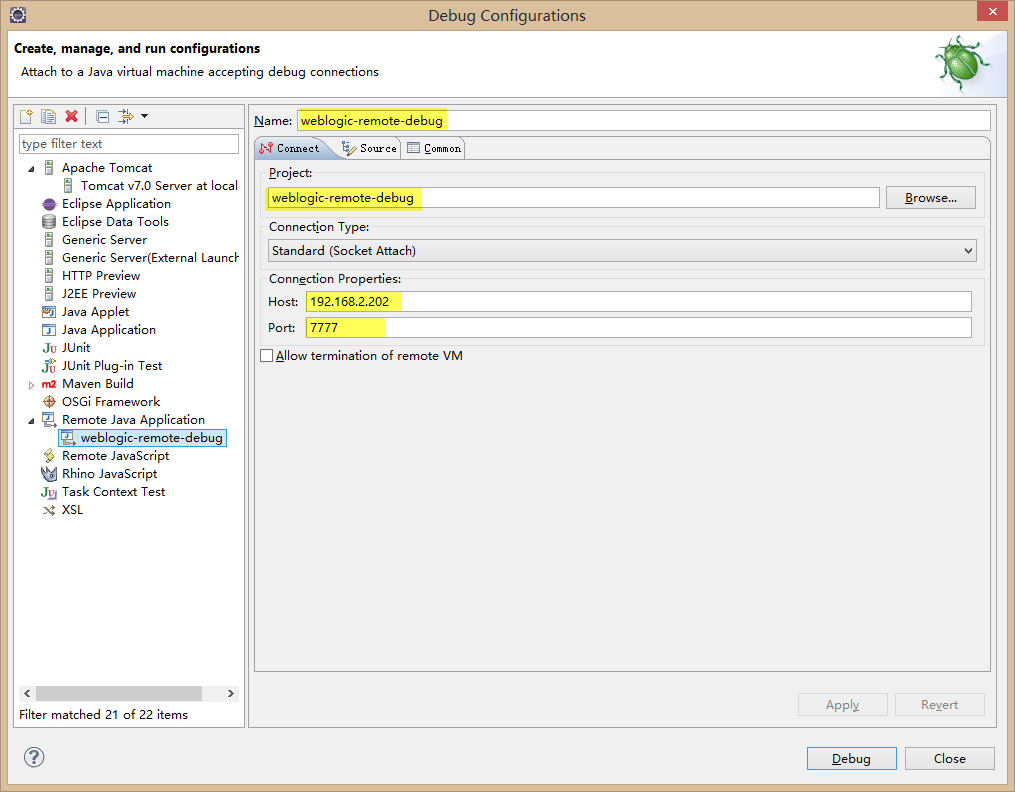 Debug Configurations
Create, manage, and run configurations
Attach to a Java virtual machine accepting debug connections
type filter text
Apache Tomcat
Tomcat v7.0 Server at local
Eclipse Application
Eclipse Data Tools
Generic Server
Generic Server(External Launch
HTTP Preview
J2EE Preview
Java Applet
Java Application
Ju JUnit
JUnit Plug-in Test
m2 Maven Build
OSGi Framework
Remote Java Application
weblogic-remote-debug
Remote JavaScript
Rhino JavaScript
Ju Task Context Test
XSL
Filter matched 21 of 22 items
Name: weblogic-remote-debug
Connect Source Common
Project:
weblogic-remote-debug Browse...
Connection Type:
Standard (Socket Attach)
Connection Properties:
Host: 192.168.2.202
Port: 7777
Allow termination of remote VM
Apply Revert
? Debug Close